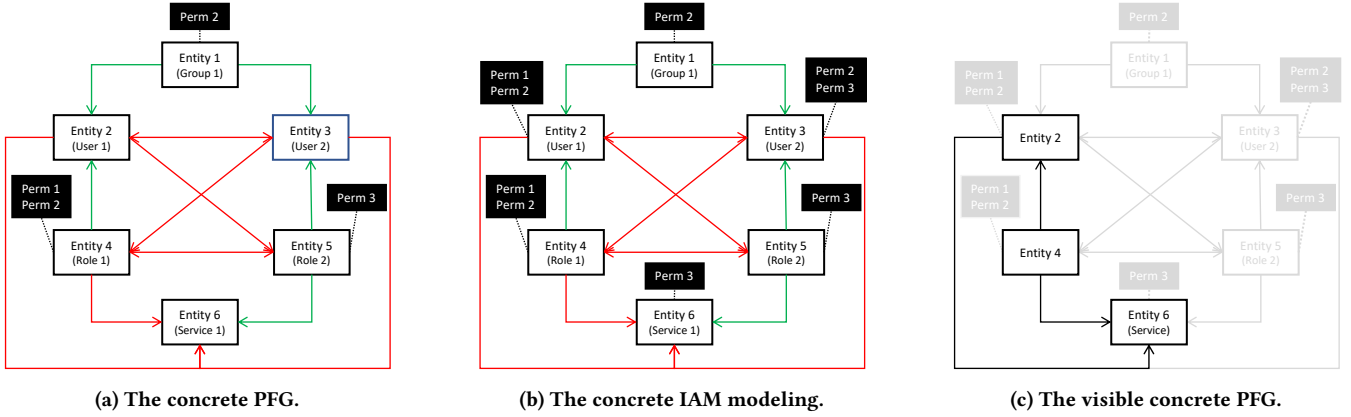 Perm 2
Entity 1
(Group 1)
Entity 2
(User 1)
Entity 3
(User 2)
Perm 1
Perm 2
Perm 3
Entity 4
(Role 1)
Entity 5
(Role 2)
Entity 6
(Service 1)
(a) The concrete PFG.
Perm 2
Entity 1
(Group 1)
Perm 1
Perm 2
Perm 2
Perm 3
Entity 2
(User 1)
Entity 3
(User 2)
Perm 1
Perm 2
Perm 3
Entity 4
(Role 1)
Entity 5
(Role 2)
Perm 3
Entity 6
(Service 1)
(b) The concrete IAM modeling.
Perm 2
Entity 1
(Group 1)
Perm 1
Perm 2
Perm 2
Perm 3
Entity 2
Entity 3
(User 2)
Perm 1
Perm 2
Perm 3
Entity 4
Entity 5
(Role 2)
Perm 3
Entity 6
(Service)
(c) The visible concrete PFG.